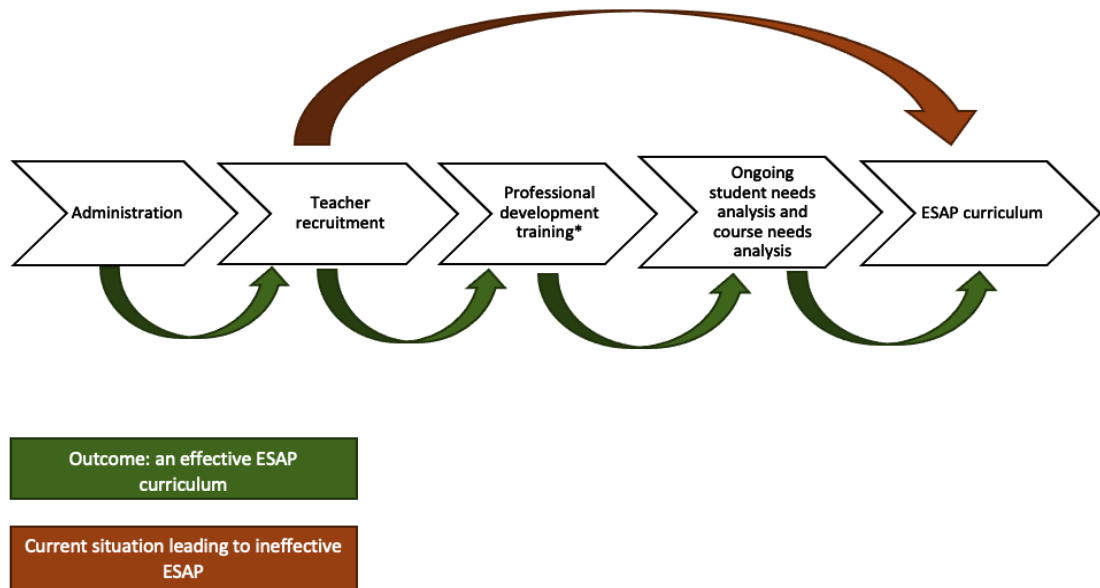 Administration
Teacher
recruitment
Professional
development
training*
Ongoing
student needs
analysis and
course needs
analysis
ESAP curriculum
Outcome: an effective ESAP
curriculum
Current situation leading to ineffective
ESAP